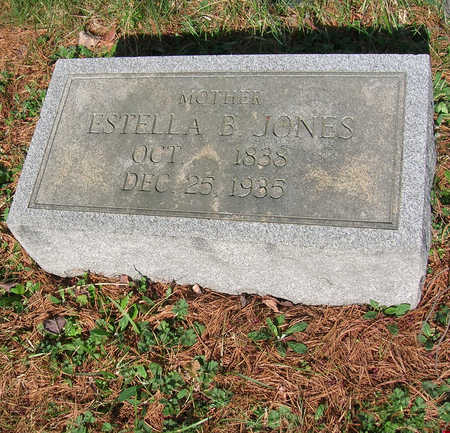 MOTHER
ESTELLA B. JONES
OCT. 1838
DEC. 25, 1935